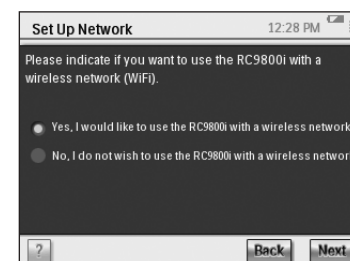 Set Up Network 12:28 PM
Please indicate if you want to use the RC9800i with a
wireless network (WiFi).
Yes, I would like to use the RC9800i with a wireless network
No, I do not wish to use the RC9800i with a wireless networ
? Back Next